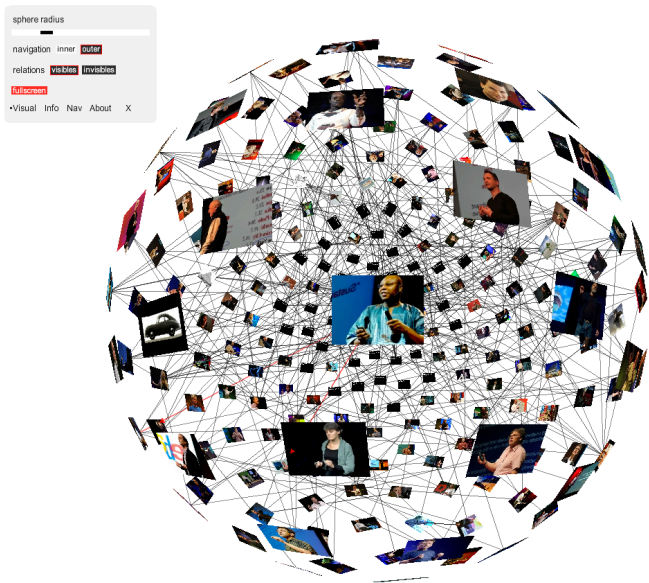 sphere radius
navigation inner outer
relations visibles invisibles
fullscreen
•Visual Info Nav About X